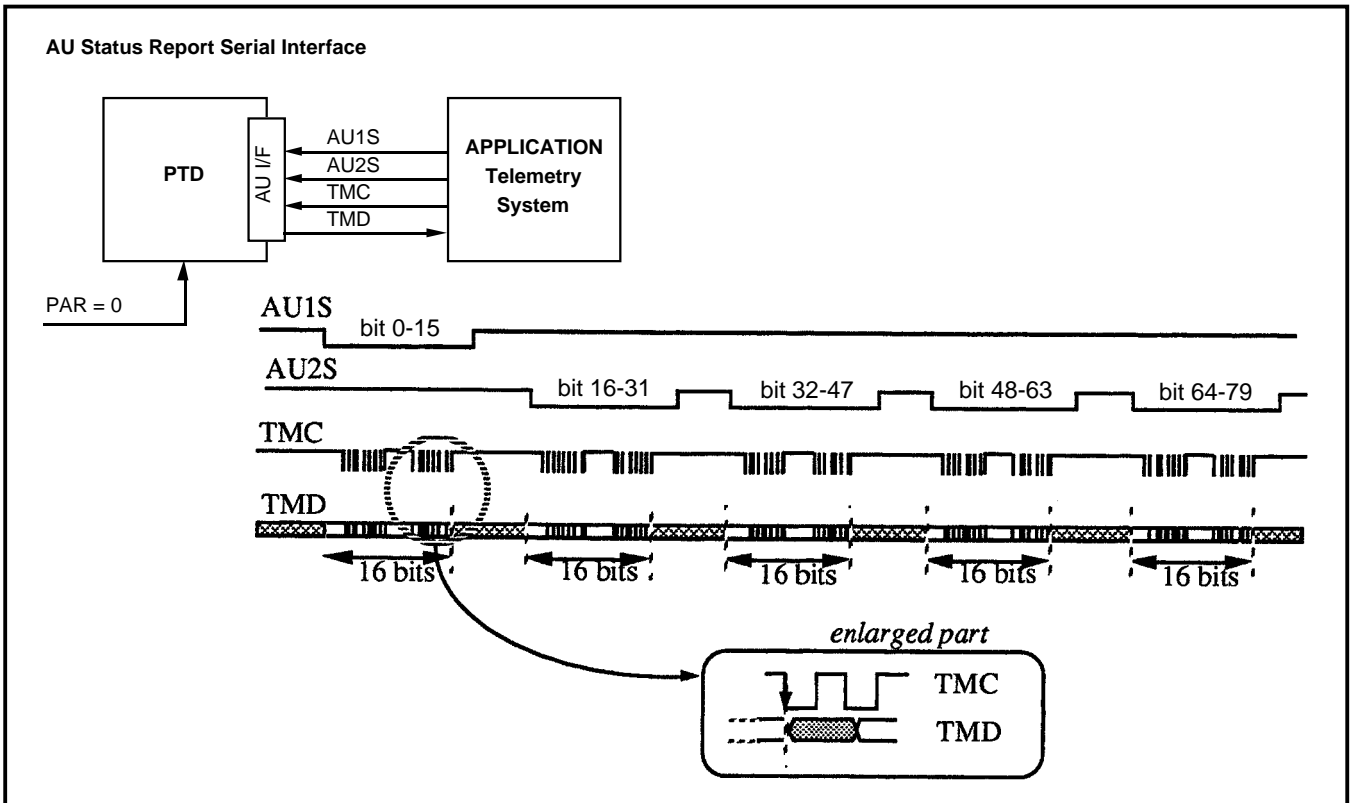 AU Status Report Serial Interface
PTD
AU I/F
AU1S
AU2S
TMC
TMD
APPLICATION
Telemetry
System
PAR = 0
AU1S
bit 0-15
AU2S
bit 16-31
bit 32-47
bit 48-63
bit 64-79
TMC
TMD
16 bits
16 bits
16 bits
16 bits
16 bits
enlarged part
TMC
TMD